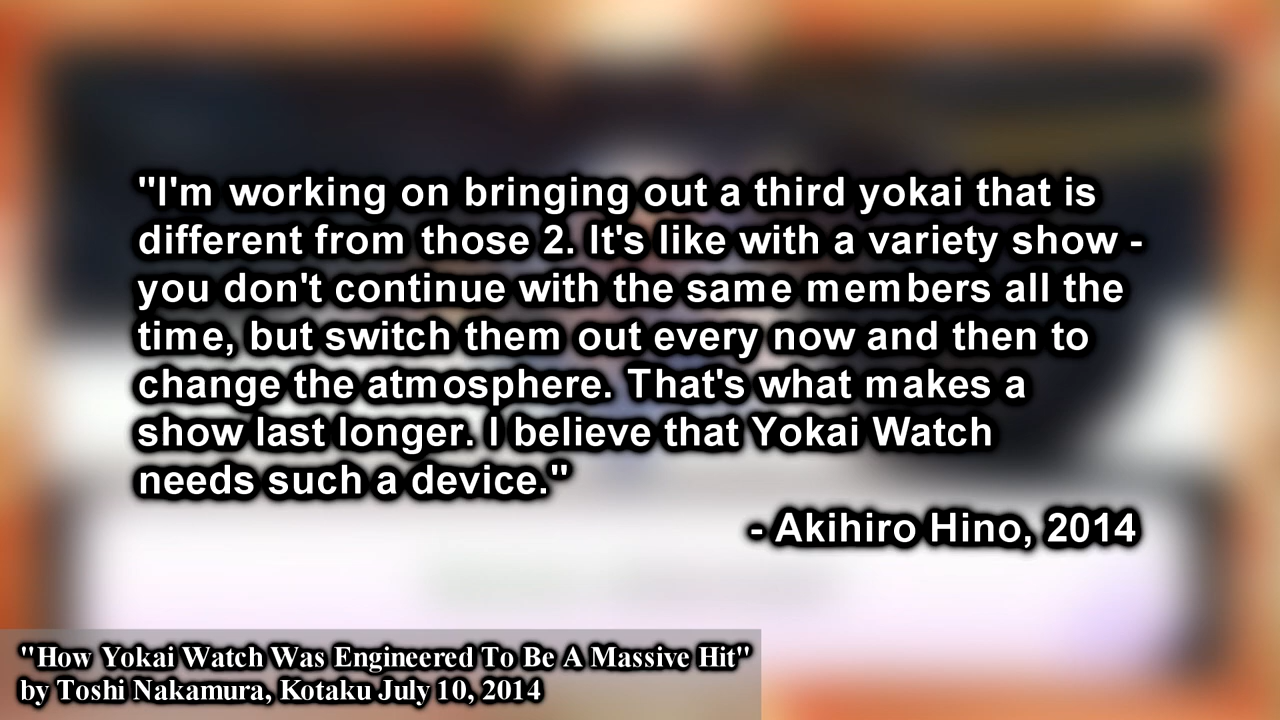 "I'm working on bringing out a third yokai that is
different from those 2. It's like with a variety show -
you don't continue with the same members all the
time, but switch them out every now and then to
change the atmosphere. That's what makes a
show last longer. I believe that Yokai Watch
needs such a device."
- Akihiro Hino, 2014
"How Yokai Watch Was Engineered To Be A Massive Hit"
by Toshi Nakamura, Kotaku July 10, 2014